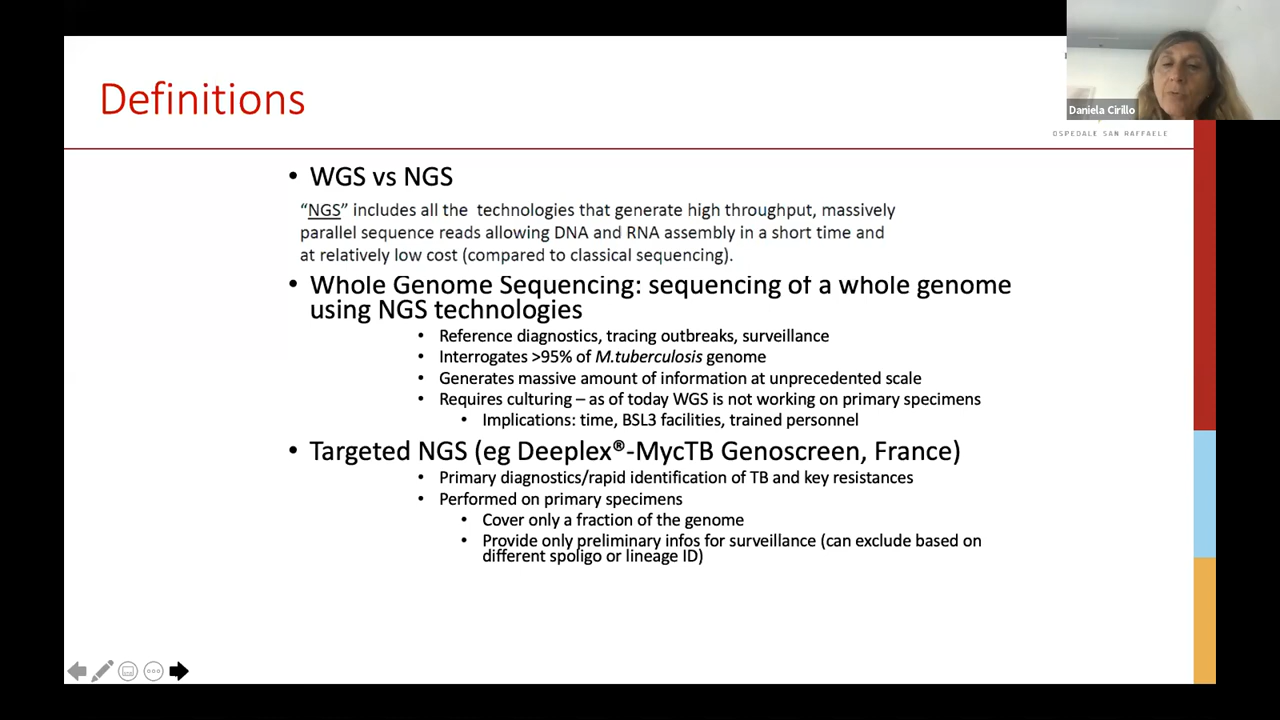 Definitions
Daniela Cirillo
OSPEDALE SAN RAFFAELE
• WGS vs NGS
“NGS” includes all the technologies that generate high throughput, massively
parallel sequence reads allowing DNA and RNA assembly in a short time and
at relatively low cost (compared to classical sequencing).
• Whole Genome Sequencing: sequencing of a whole genome
using NGS technologies
• Reference diagnostics, tracing outbreaks, surveillance
• Interrogates >95% of M.tuberculosis genome
• Generates massive amount of information at unprecedented scale
• Requires culturing – as of today WGS is not working on primary specimens
• Implications: time, BSL3 facilities, trained personnel
• Targeted NGS (eg Deeplex®-MycTB Genoscreen, France)
• Primary diagnostics/rapid identification of TB and key resistances
• Performed on primary specimens
• Cover only a fraction of the genome
• Provide only preliminary infos for surveillance (can exclude based on
different spoligo or lineage ID)